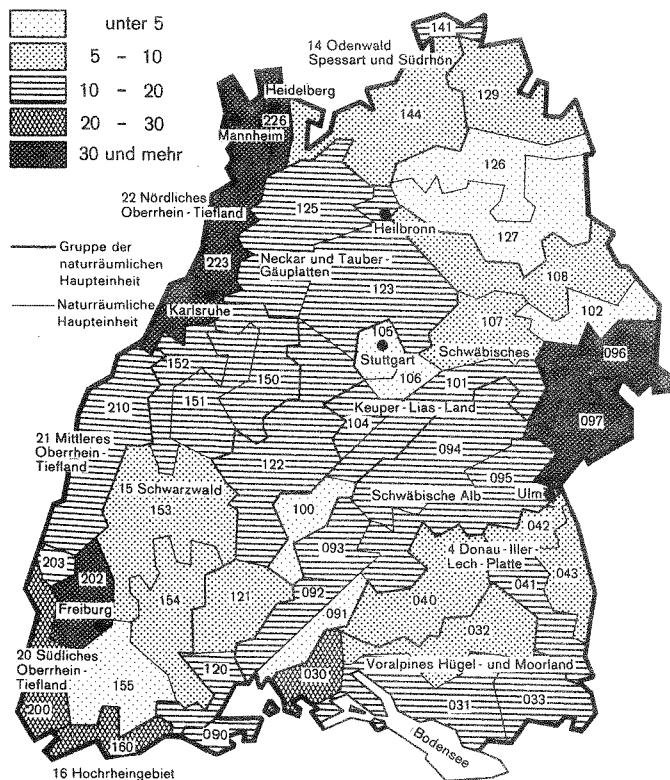 unter 5
5 - 10
10 - 20
20 - 30
30 und mehr
Gruppe der
naturräumlichen
Haupteinheit
Naturräumliche
Haupteinheit
141
14 Odenwald
Spessart und Südrhön
129
144
Heidelberg
226
Mannheim
126
22 Nördliches
Oberrhein-Tiefland
125
Heilbronn
127
223
Neckar und Tauber-
Gäuplatten
123
108
102
Karlsruhe
107
105
Stuttgart
Schwäbisches
096
152
150
106
101
151
210
Keuper-Lias-Land
104
097
094
21 Mittleres
Oberrhein-
Tiefland
122
095
15 Schwarzwald
153
Schwäbische Alb
Ulm
100
042
093
4 Donau-Iller-
Lech-Platte
203
202
041
043
154
121
092
040
Freiburg
091
032
20 Südliches
Oberrhein-
Tiefland
155
120
030
Voralpines Hügel- und Moorland
200
031
033
090
160
Bodensee
16 Hochrheingebiet